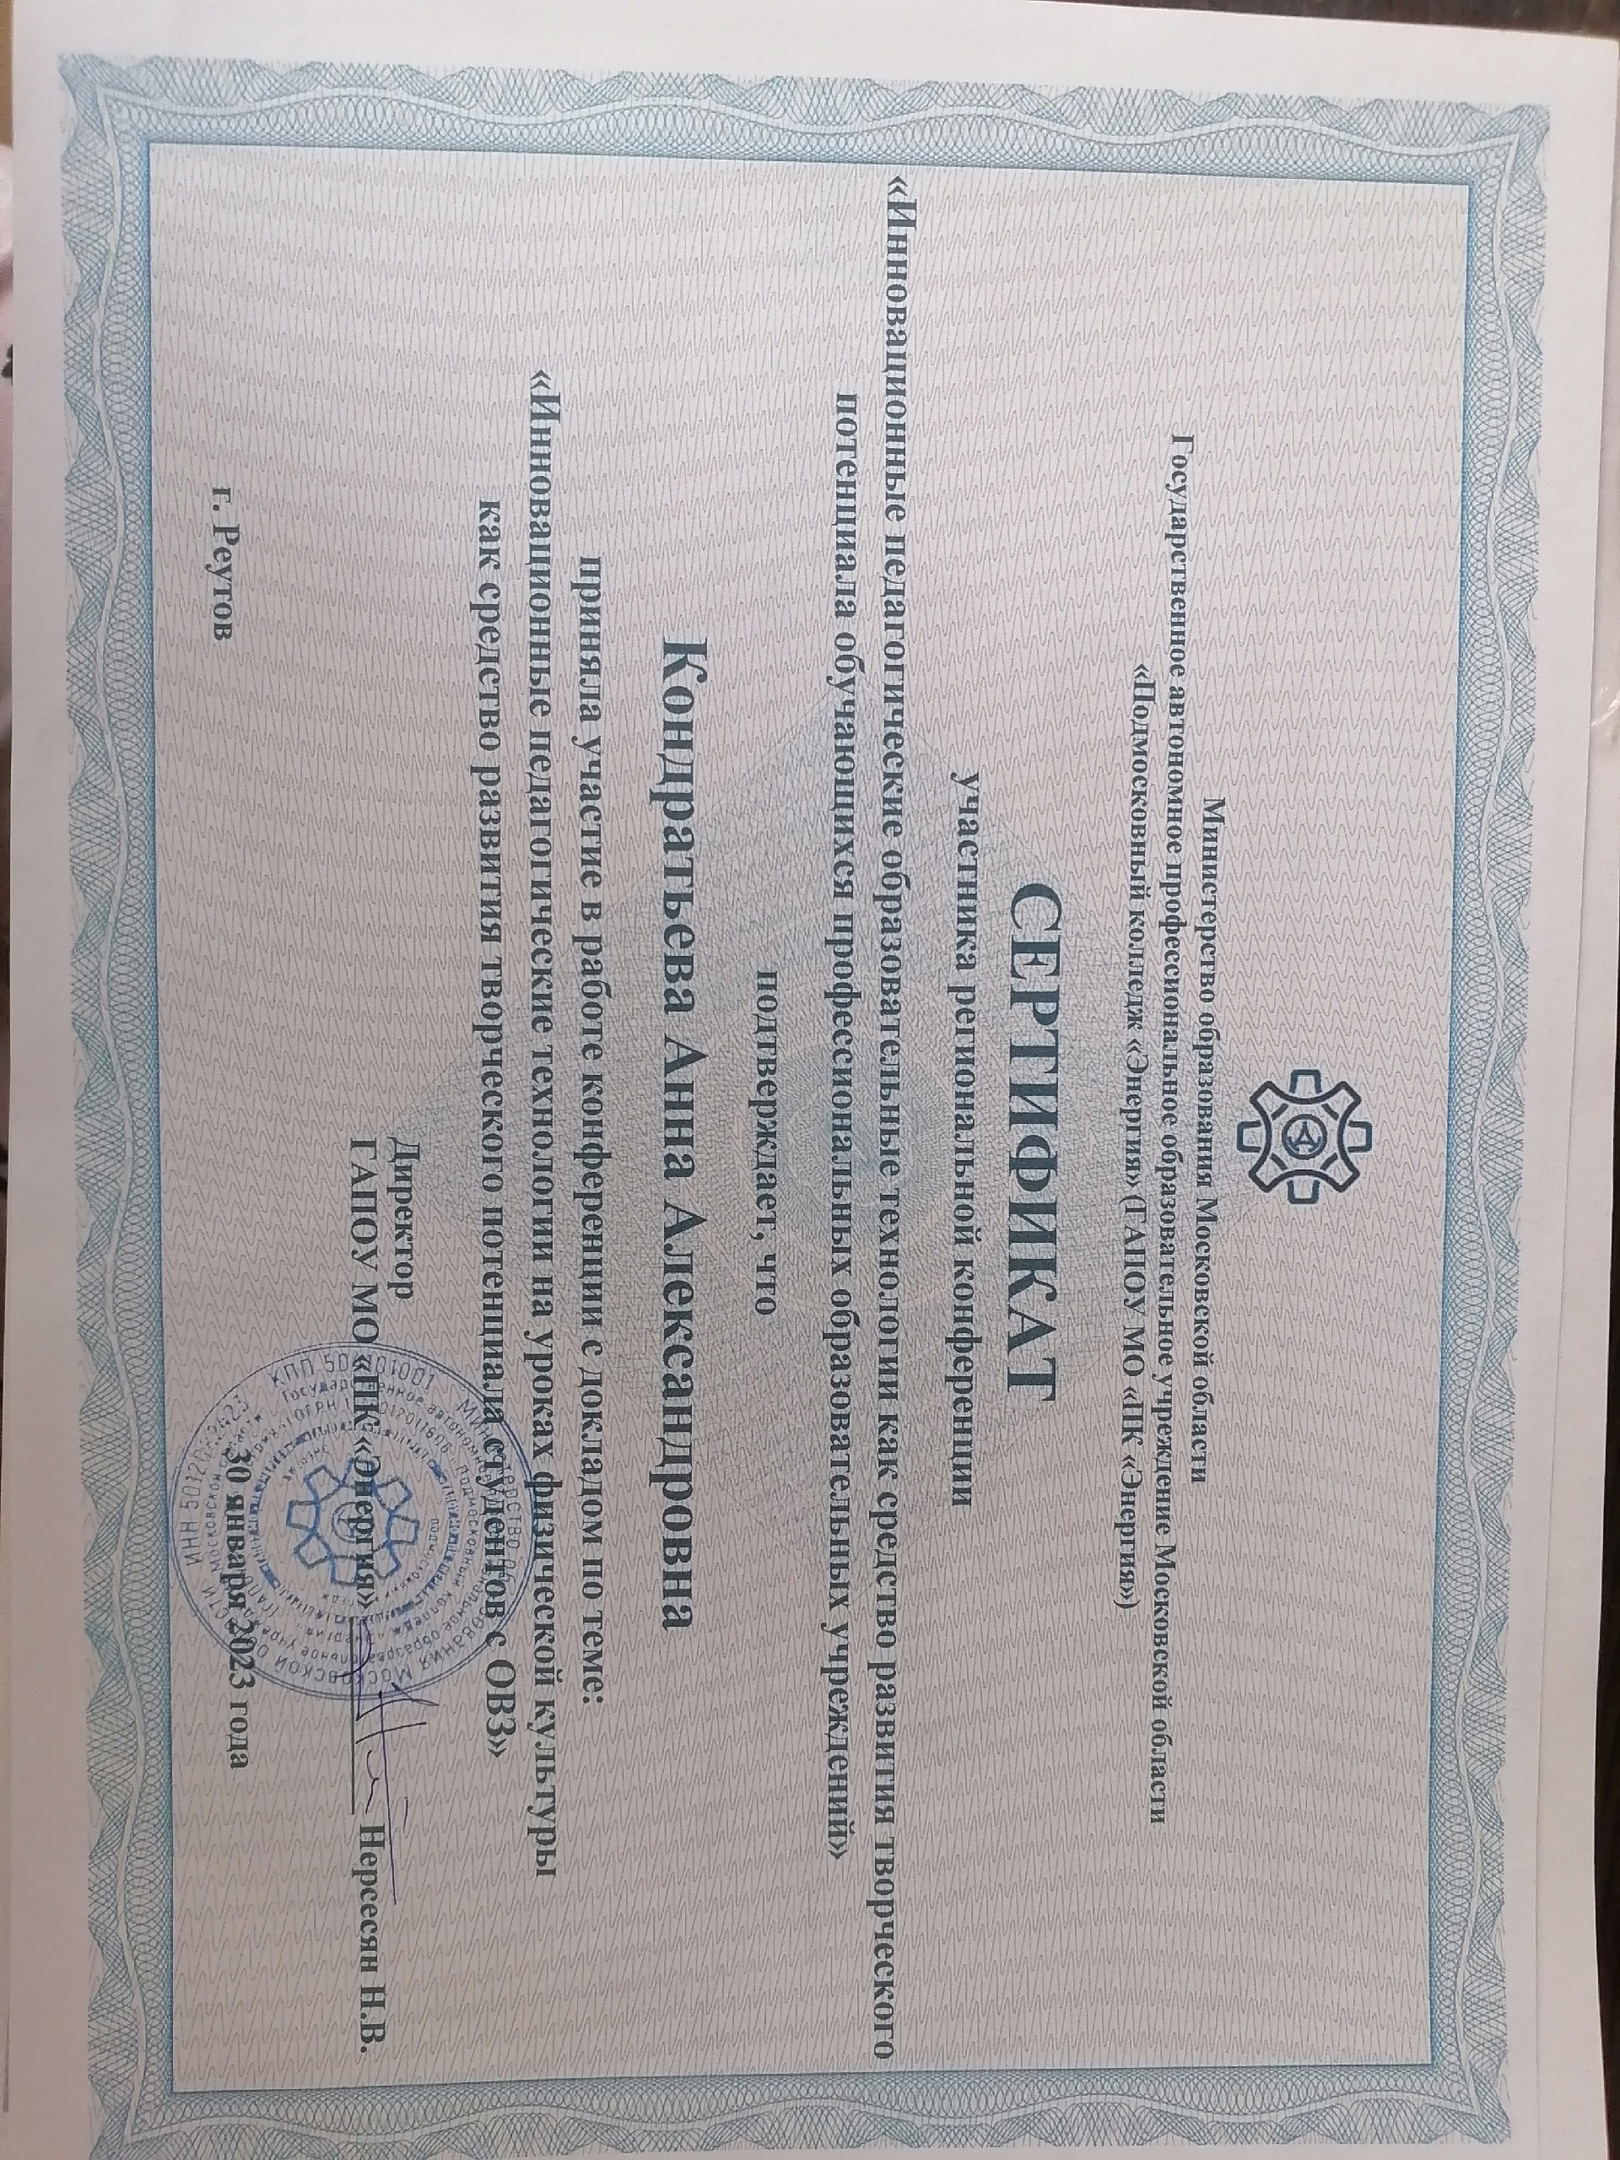 Министерство образования Московской области
Государственное автономное профессиональное образовательное учреждение Московской области
«Подмосковный колледж «Энергия» (ГАПОУ МО «ПК «Энергия»)
СЕРТИФИКАТ
участника региональной конференции
«Инновационные педагогические образовательные технологии как средство развития творческого
потенциала обучающихся профессиональных образовательных учреждений»
подтверждает, что
Кондратьева Анна Александровна
приняла участие в работе конференции с докладом по теме:
«Инновационные педагогические технологии на уроках физической культуры
как средство развития творческого потенциала студентов с ОВЗ»
Директор
ГАПОУ МО «ПК «Энергия» Нерсесян Н.В.
г. Реутов 30 января 2023 года